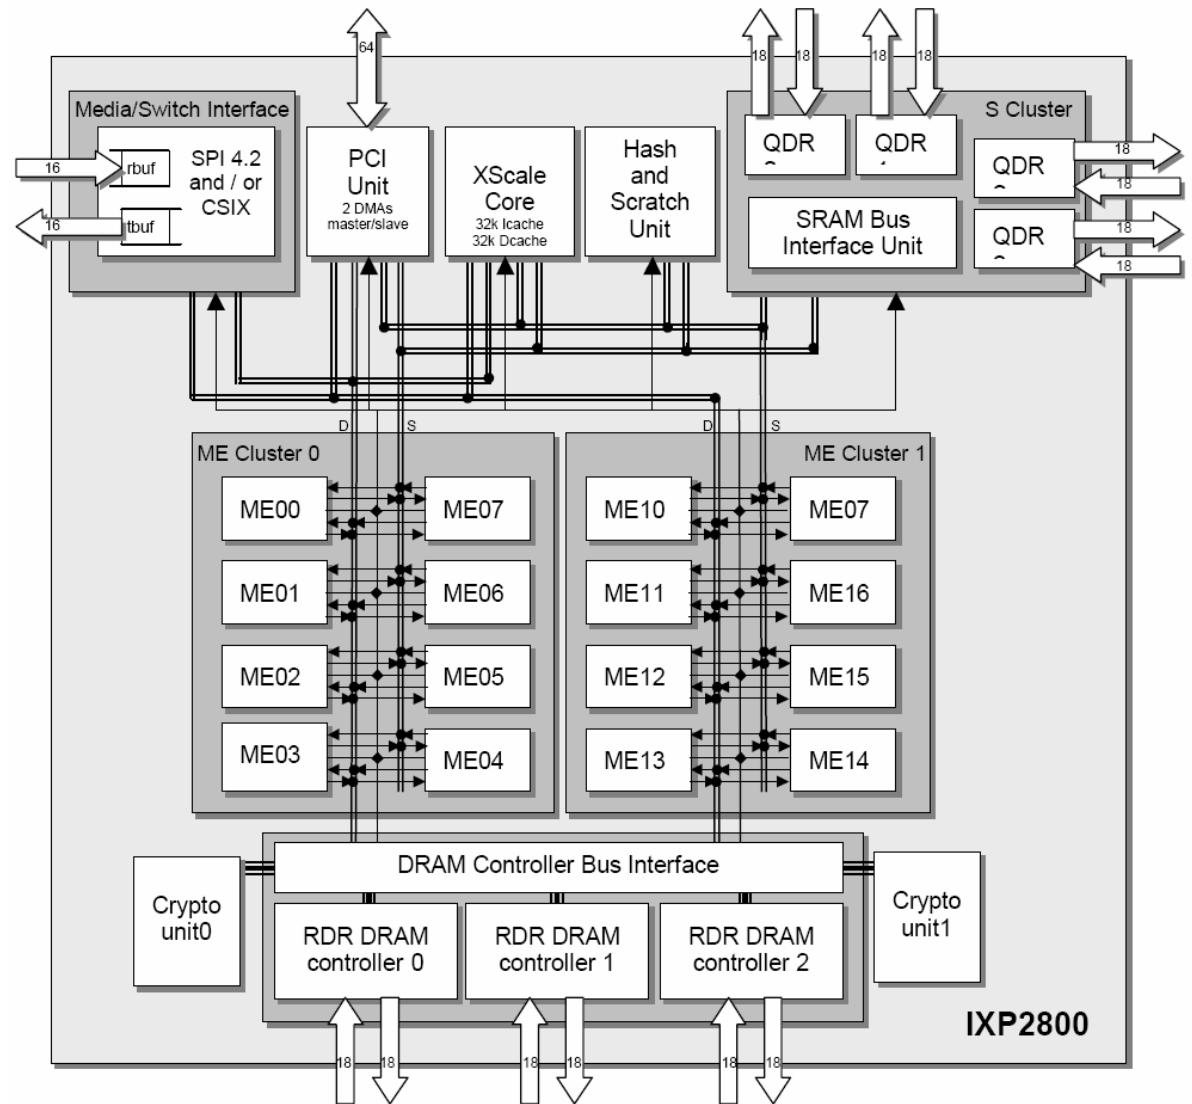 64
18
18
18
18
Media/Switch Interface
16
rbuf
16
tbuf
SPI 4.2
and / or
CSIX
PCI
Unit
2 DMAs
master/slave
XScale
Core
32k Icache
32k Dcache
Hash
and
Scratch
Unit
S Cluster
QDR
QDR
QDR
QDR
SRAM Bus
Interface Unit
18
18
18
18
D
S
D
S
ME Cluster 0
ME00
ME07
ME01
ME06
ME02
ME05
ME03
ME04
ME Cluster 1
ME10
ME07
ME11
ME16
ME12
ME15
ME13
ME14
DRAM Controller Bus Interface
Crypto
unit0
RDR DRAM
controller 0
RDR DRAM
controller 1
RDR DRAM
controller 2
Crypto
unit1
18
18
18
18
18
18
IXP2800